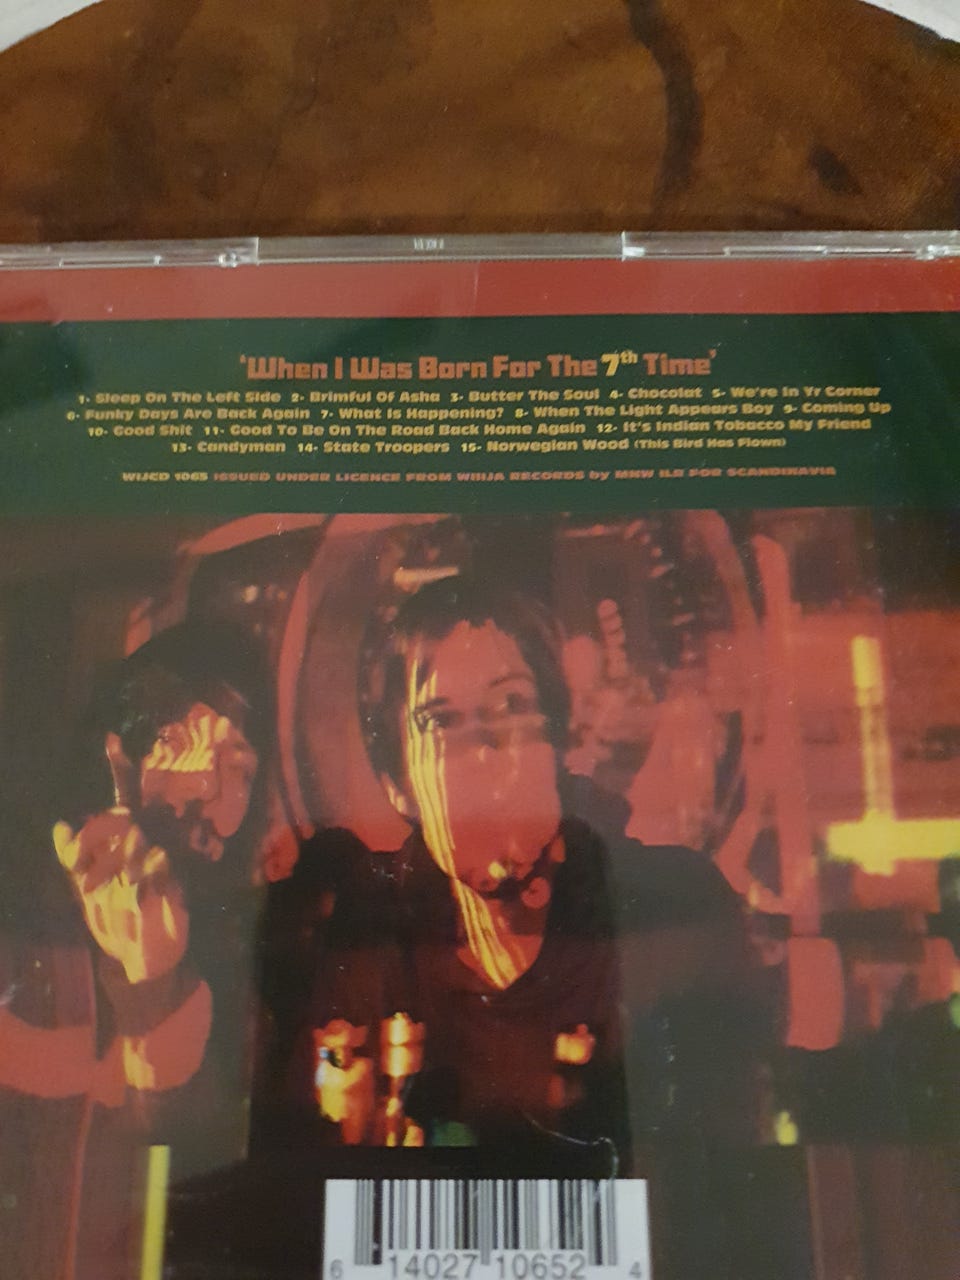 'When I Was Born For The 7th Time'
1- Sleep On The Left Side 2- Brimful Of Asha 3- Butter The Soul 4- Chocolat 5- We're In Yr Corner
6- Funky Days Are Back Again 7- What Is Happening? 8- When The Light Appears Boy 9- Coming Up
10- Good Shit 11- Good To Be On The Road Back Home Again 12- It's Indian Tobacco My Friend
13- Candyman 14- State Troopers 15- Norwegian Wood (This Bird Has Flown)
WIJCD 1065 ISSUED UNDER LICENCE FROM WIIIJA RECORDS by MNW ILR FOR SCANDINAVIA
6 14027 10652 4